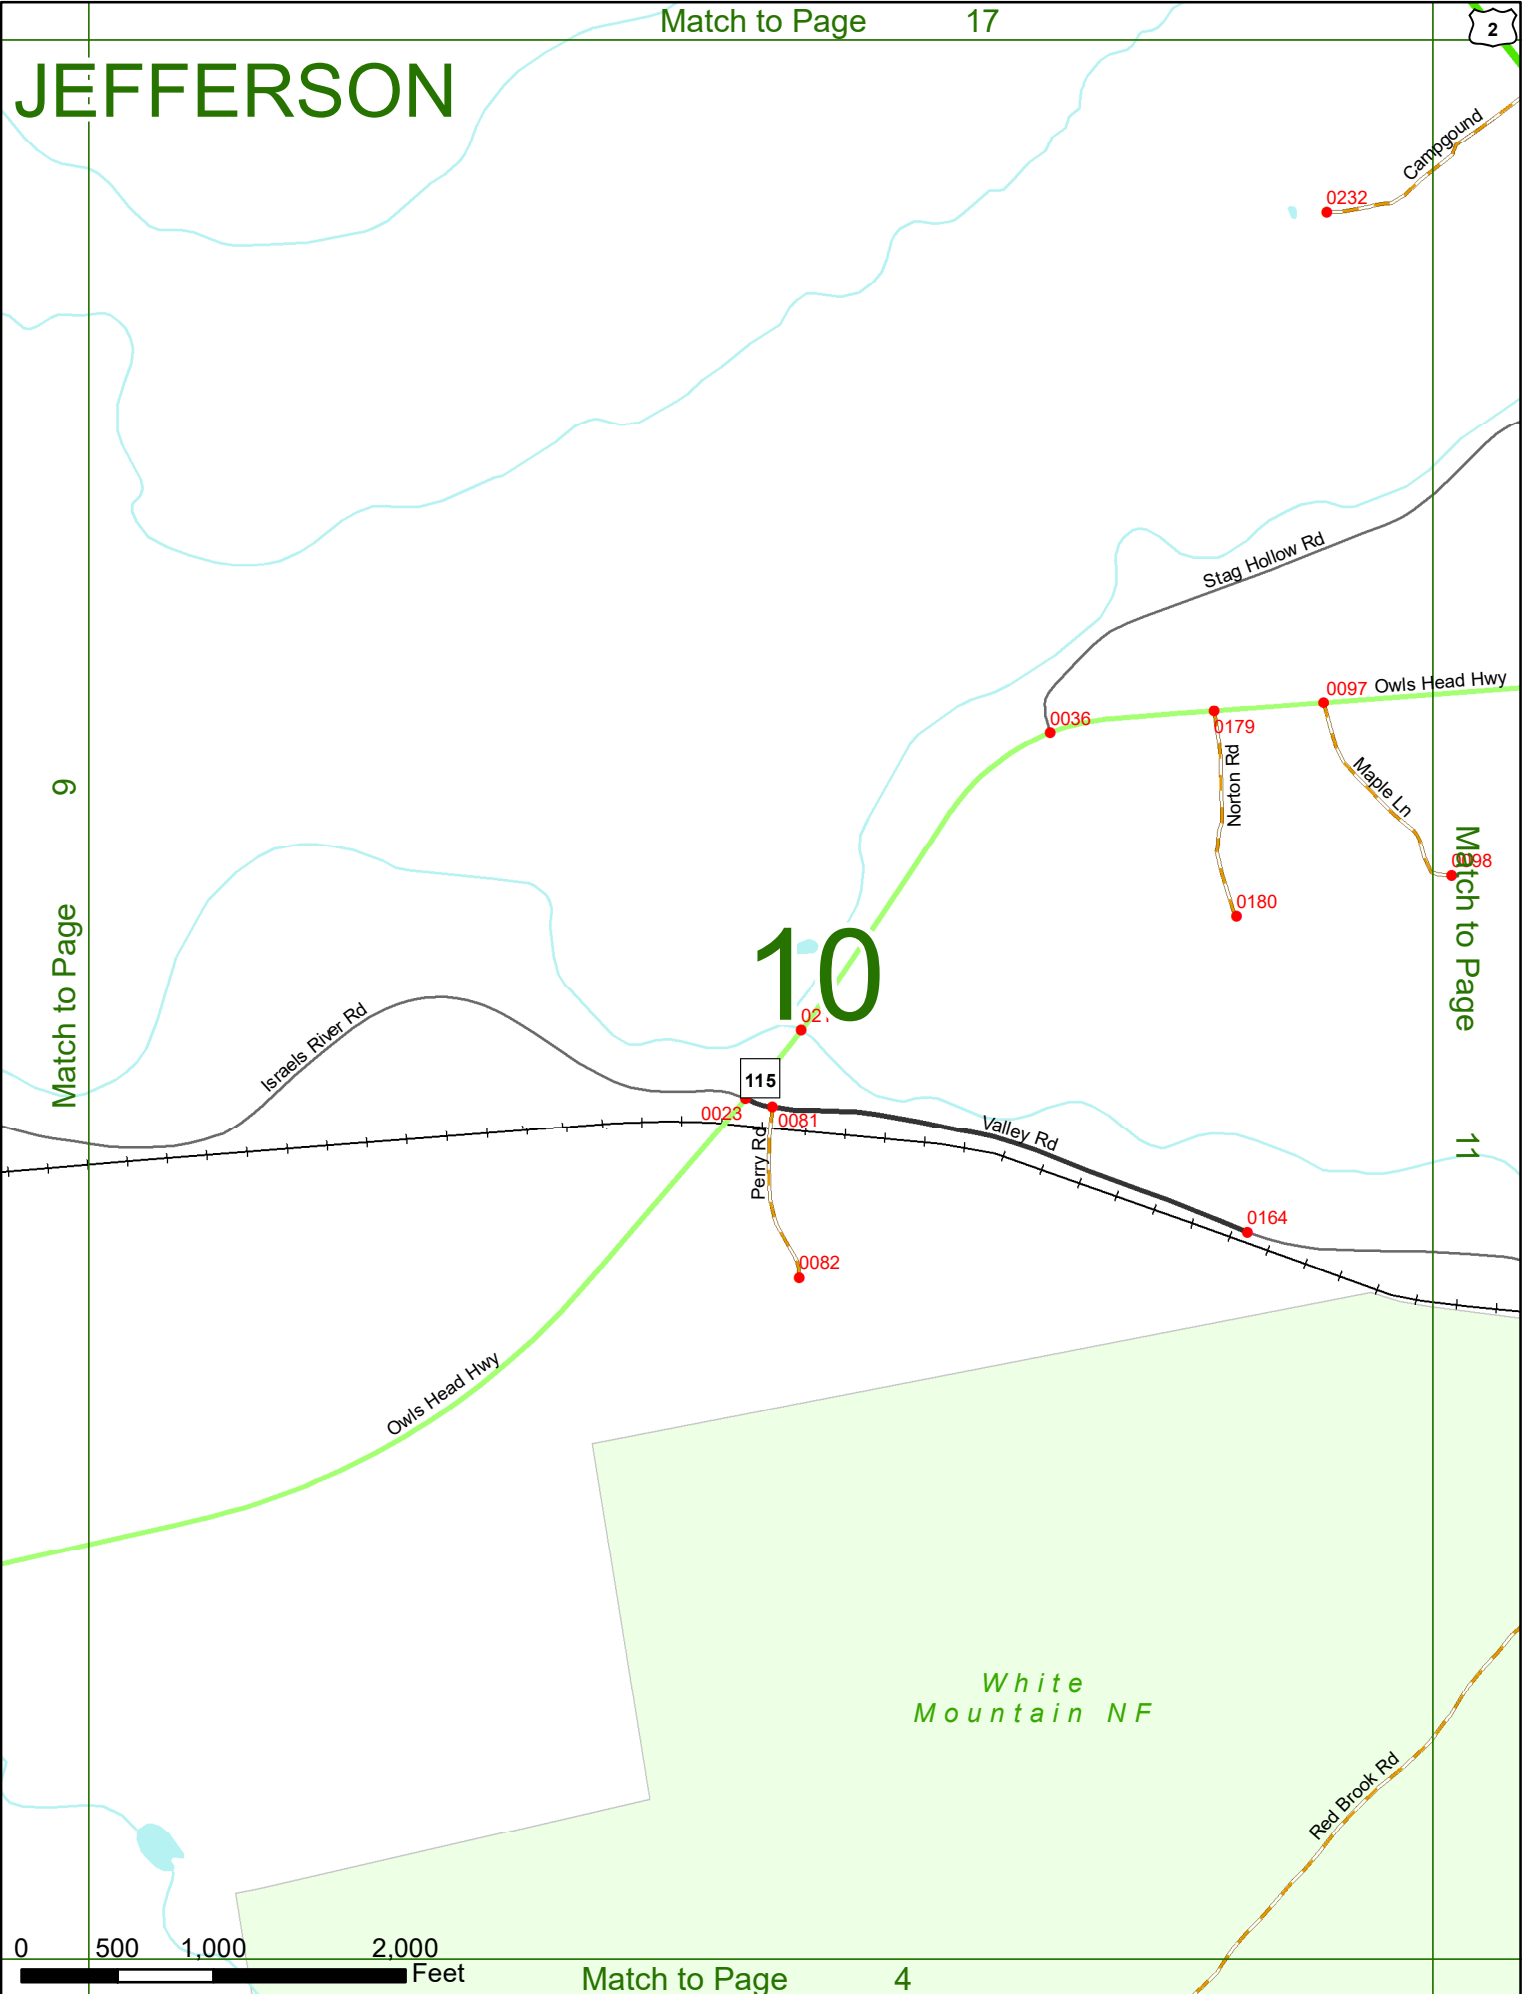 Match to Page 17
2
JEFFERSON
Campgound
0232
Stag Hollow Rd
0097
Owls Head Hwy
0036
0179
Norton Rd
Maple Ln
9
Match to Page
0098
Match to Page
11
0180
10
Israels River Rd
115
0023
0081
Valley Rd
Perry Rd
0164
0082
Owls Head Hwy
White
Mountain NF
Red Brook Rd
0 500 1,000 2,000
Feet
Match to Page 4